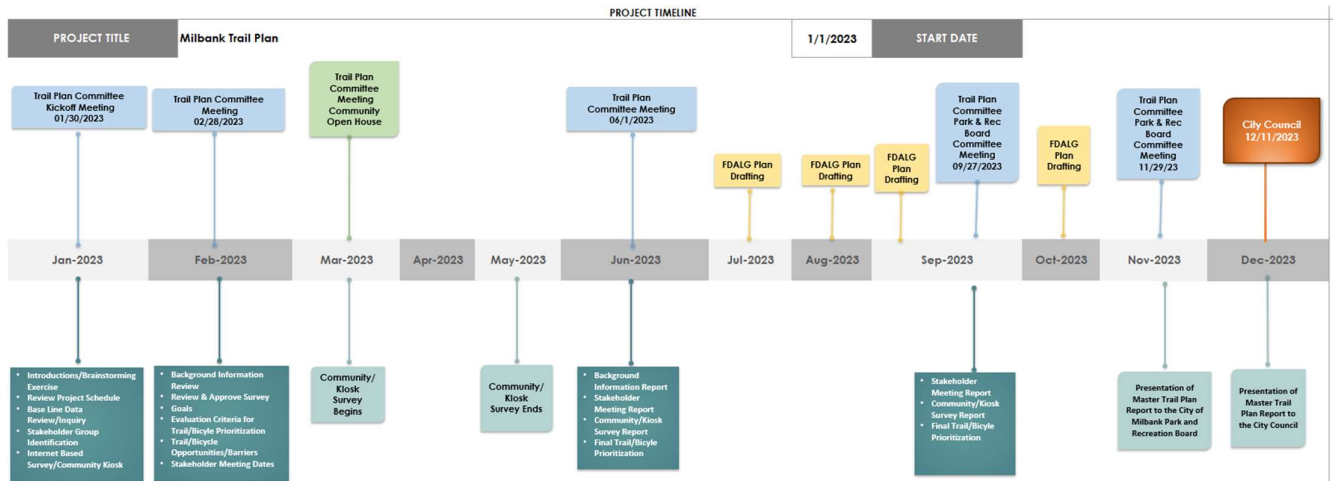 PROJECT TIMELINE
PROJECT TITLE
Milbank Trail Plan
1/1/2023
START DATE
Trail Plan Committee
Kickoff Meeting
01/30/2023
Trail Plan Committee
Meeting
02/28/2023
Trail Plan
Committee
Meeting
Community
Open House
Trail Plan
Committee Meeting
06/1/2023
FDALG Plan
Drafting
FDALG Plan
Drafting
FDALG
Plan
Drafting
Trail Plan
Committee
Park & Rec
Board
Committee
Meeting
09/27/2023
FDALG
Plan
Drafting
Trail Plan
Committee
Park & Rec
Board
Committee
Meeting
11/29/23
City Council
12/11/2023
Jan-2023
Feb-2023
Mar-2023
Apr-2023
May-2023
Jun-2023
Jul-2023
Aug-2023
Sep-2023
Oct-2023
Nov-2023
Dec-2023
• Introductions/Brainstorming
Exercise
• Review Project Schedule
• Base Line Data
Review/Inquiry
• Stakeholder Group
Identification
• Internet Based
Survey/Community Kiosk
• Background Information
Review
• Review & Approve Survey
• Goals
• Evaluation Criteria for
Trail/Bicyle Prioritization
• Trail/Bicycle
Opportunities/Barriers
• Stakeholder Meeting Dates
Community/
Kiosk
Survey
Begins
Community/
Kiosk
Survey Ends
• Background
Information Report
• Stakeholder
Meeting Report
• Community/Kiosk
Survey Report
• Final Trail/Bicyle
Prioritization
• Stakeholder
Meeting Report
• Community/Kiosk
Survey Report
• Final Trail/Bicyle
Prioritization
Presentation of
Master Trail Plan
Report to the City of
Milbank Park and
Recreation Board
Presentation of
Master Trail
Plan Report to
the City Council